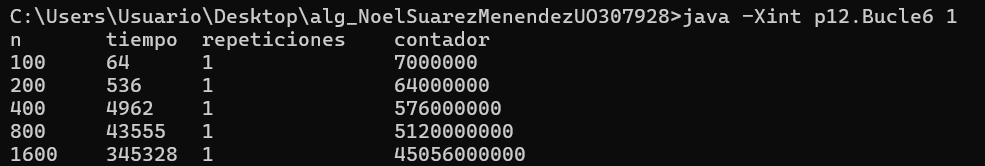 C:\Users\Usuario\Desktop\alg_NoelSuarezMenendezUO307928>java -Xint p12.Bucle6 1
n tiempo repeticiones contador
100 64 1 7000000
200 536 1 64000000
400 4962 1 576000000
800 43555 1 5120000000
1600 345328 1 45056000000